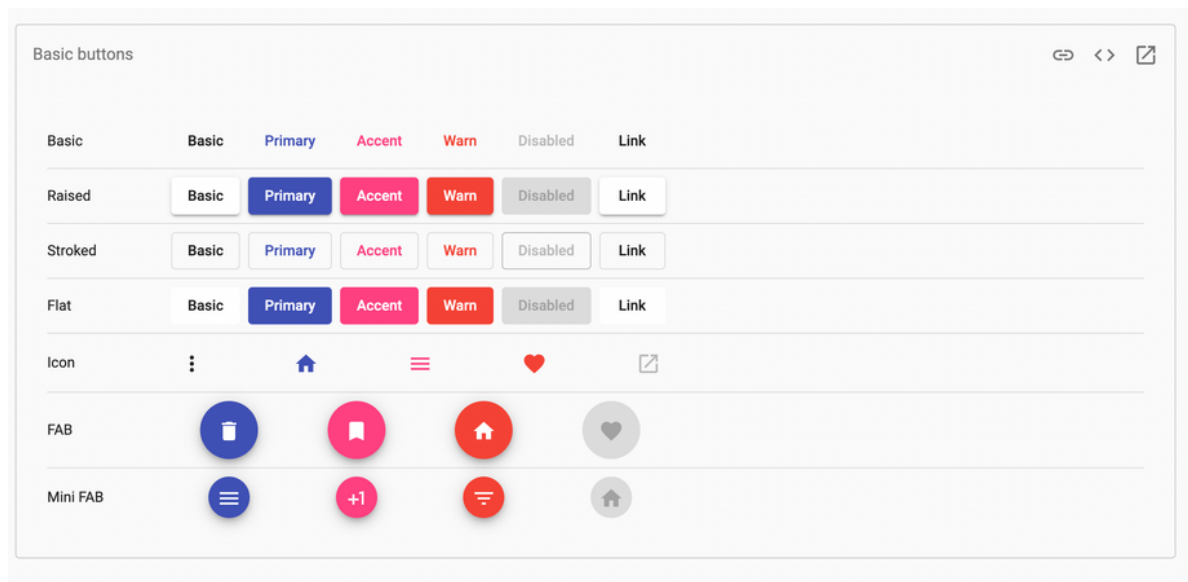 Basic buttons
Basic Basic Primary Accent Warn Disabled Link
Raised Basic Primary Accent Warn Disabled Link
Stroked Basic Primary Accent Warn Disabled Link
Flat Basic Primary Accent Warn Disabled Link
Icon
FAB
Mini FAB +1